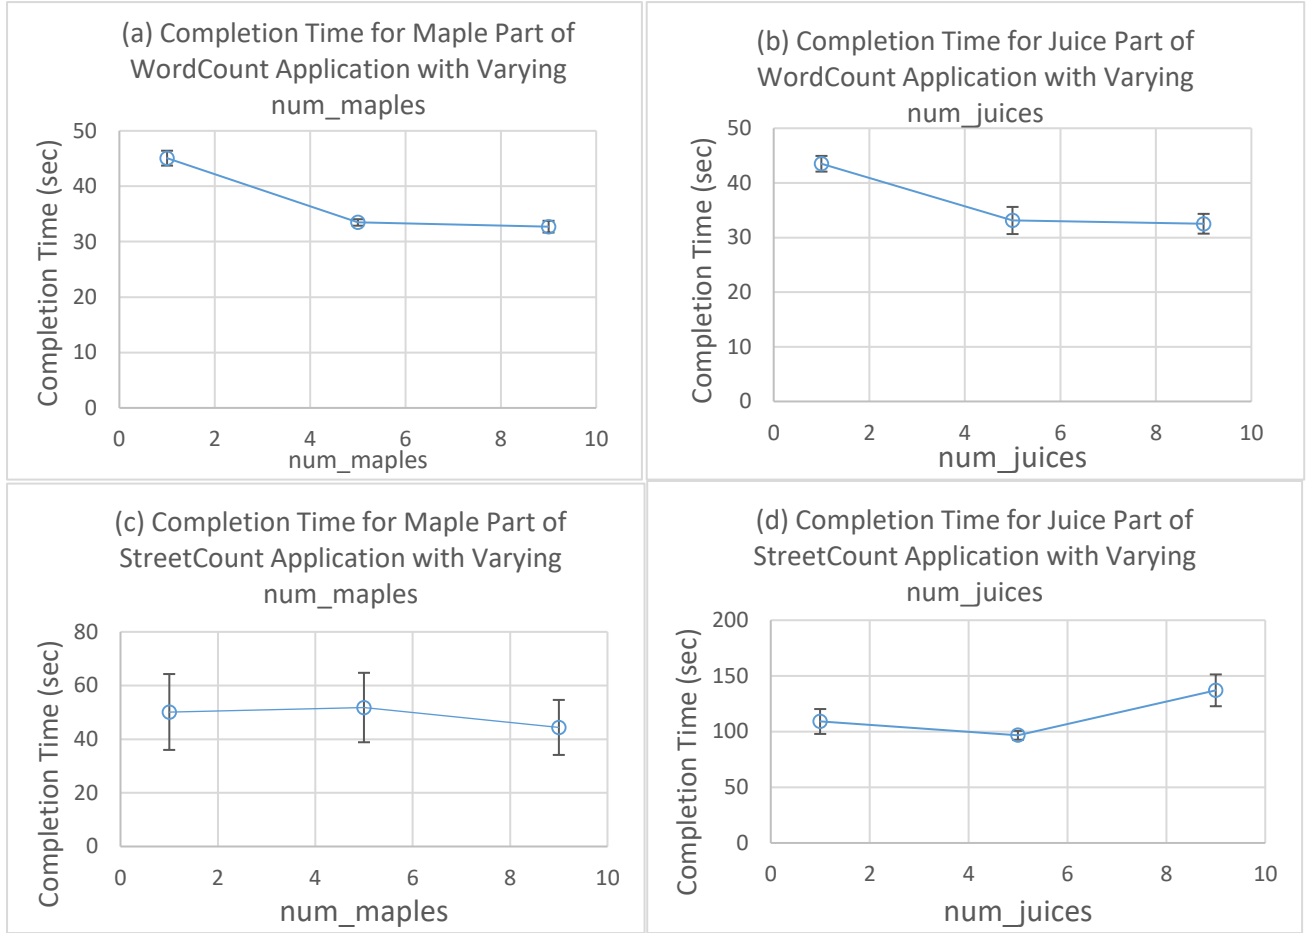 (a) Completion Time for Maple Part of
WordCount Application with Varying
num_maples
Completion Time (sec)
50
40
30
20
10
0
0 2 4 6 8 10
num_maples
(b) Completion Time for Juice Part of
WordCount Application with Varying
num_juices
Completion Time (sec)
50
40
30
20
10
0
0 2 4 6 8 10
num_juices
(c) Completion Time for Maple Part of
StreetCount Application with Varying
num_maples
Completion Time (sec)
80
60
40
20
0
0 2 4 6 8 10
num_maples
(d) Completion Time for Juice Part of
StreetCount Application with Varying
num_juices
Completion Time (sec)
200
150
100
50
0
0 2 4 6 8 10
num_juices